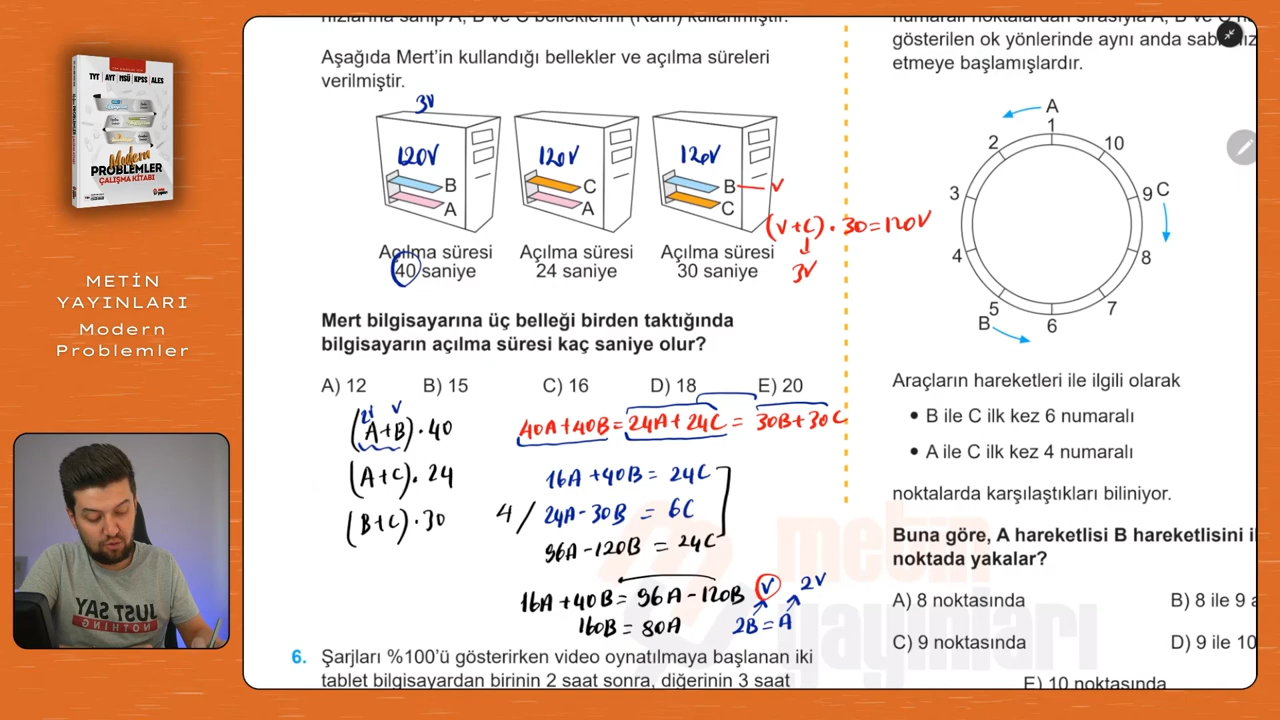 TYT AYT MSÜ KPSS ALES
Modern
PROBLEMLER
ÇALIŞMA KİTABI
METİN
YAYINLARI
Modern
Problemler
Aşağıda Mert'in kullandığı bellekler ve açılma süreleri
verilmiştir.
3V
120V
B
A
Açılma süresi
40 saniye
120V
C
A
Açılma süresi
24 saniye
120V
B
V
C
Açılma süresi
30 saniye
(V+C).30=120V
3V
Mert bilgisayarına üç belleği birden taktığında
bilgisayarın açılma süresi kaç saniye olur?
A) 12 B) 15 C) 16 D) 18 E) 20
2V V
(A+B).40
(A+C).24
(B+C).30
40A+40B=24A+24C=30B+30C
16A+40B=24C
4/ 24A-30B=6C
96A-120B=24C
16A+40B=96A-120B
160B=80A
V 2V
2B=A
6. Şarjları %100'ü gösterirken video oynatılmaya başlanan iki
tablet bilgisayardan birinin 2 saat sonra, diğerinin 3 saat
gösterilen ok yönlerinde aynı anda
etmeye başlamışlardır.
A
1
2
10
3
9 C
4
8
5
7
B
6
Araçların hareketleri ile ilgili olarak
• B ile C ilk kez 6 numaralı
• A ile C ilk kez 4 numaralı
noktalarda karşılaştıkları biliniyor.
Buna göre, A hareketlisi B hareketlisini
noktada yakalar?
A) 8 noktasında B) 8 ile 9
C) 9 noktasında D) 9 ile 10
E) 10 noktasında
metin
yayınları
JUST SAY
NOTHING